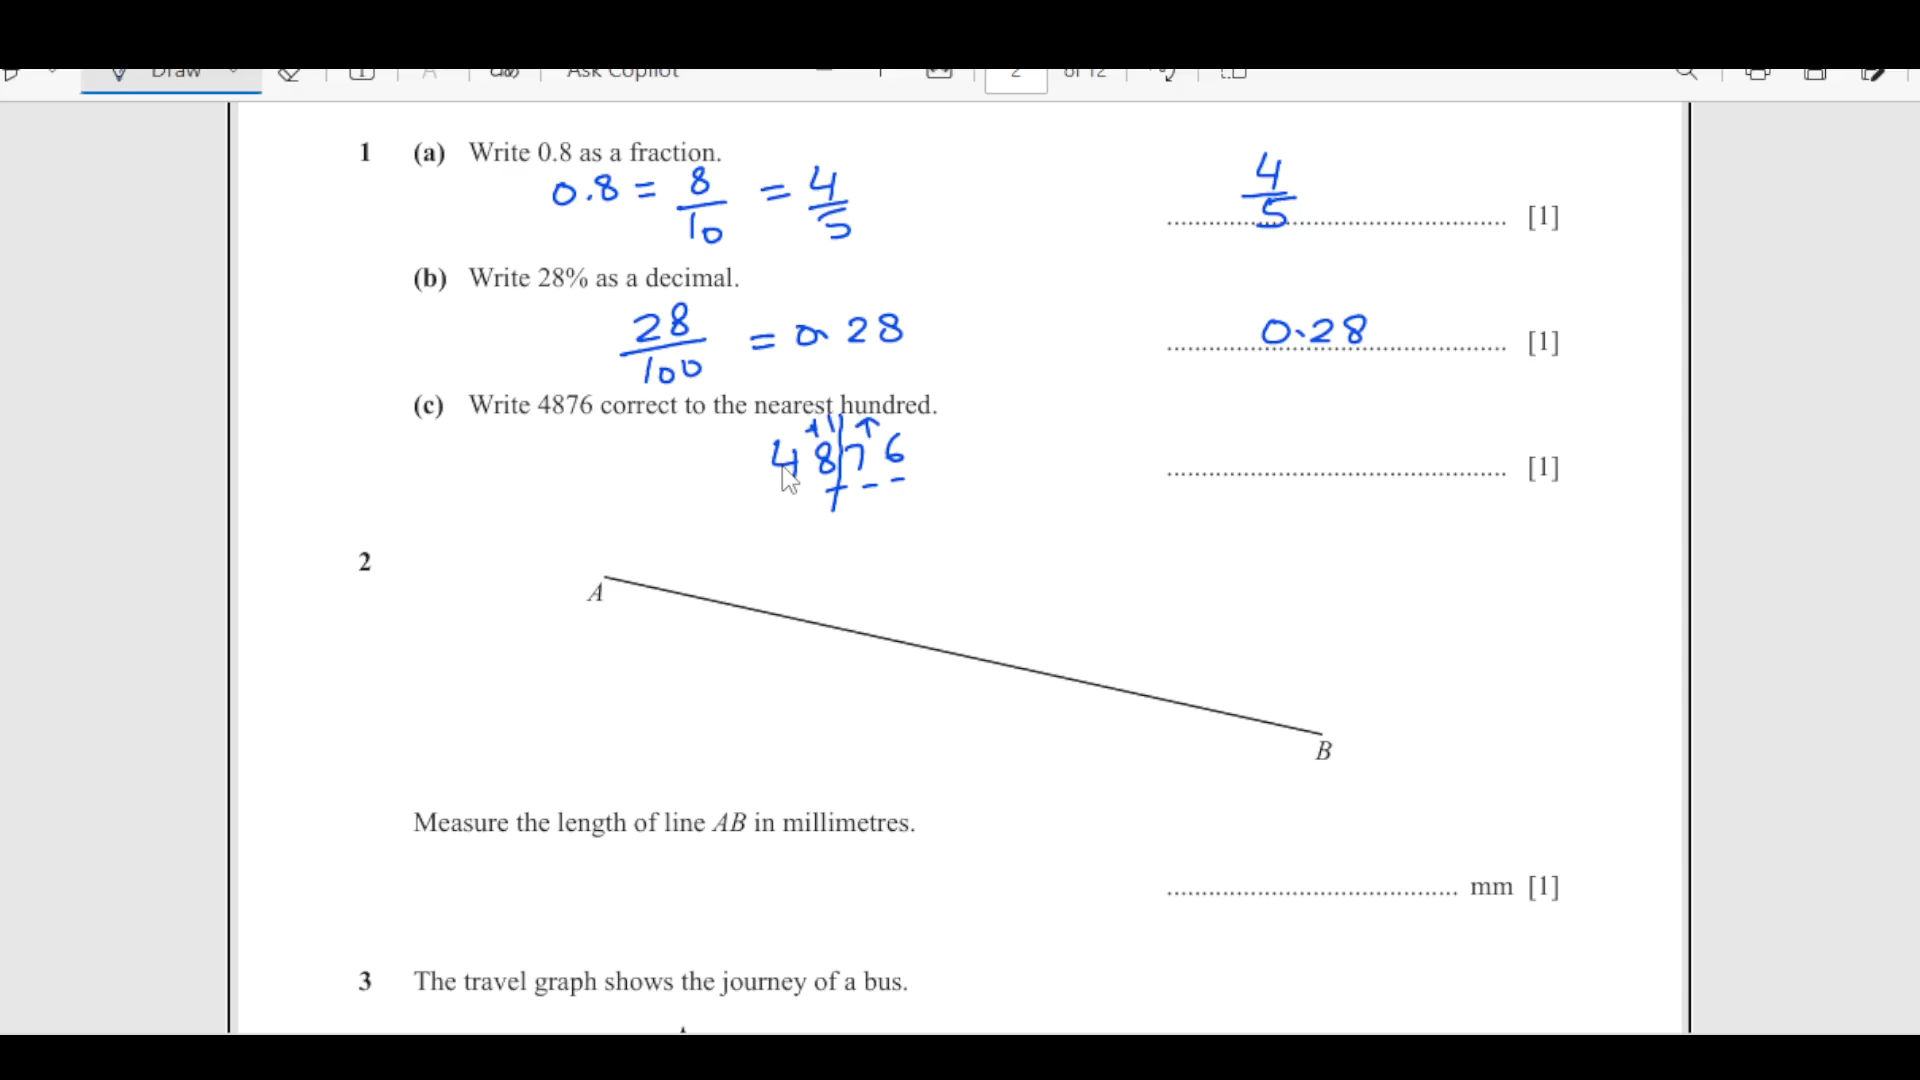 Draw Ask Copilot 2 of 12
1 (a) Write 0.8 as a fraction.
0.8 = 8/10 = 4/5
4/5 [1]
(b) Write 28% as a decimal.
28/100 = 0.28
0.28 [1]
(c) Write 4876 correct to the nearest hundred.
4876
[1]
2
A
B
Measure the length of line AB in millimetres.
mm [1]
3 The travel graph shows the journey of a bus.